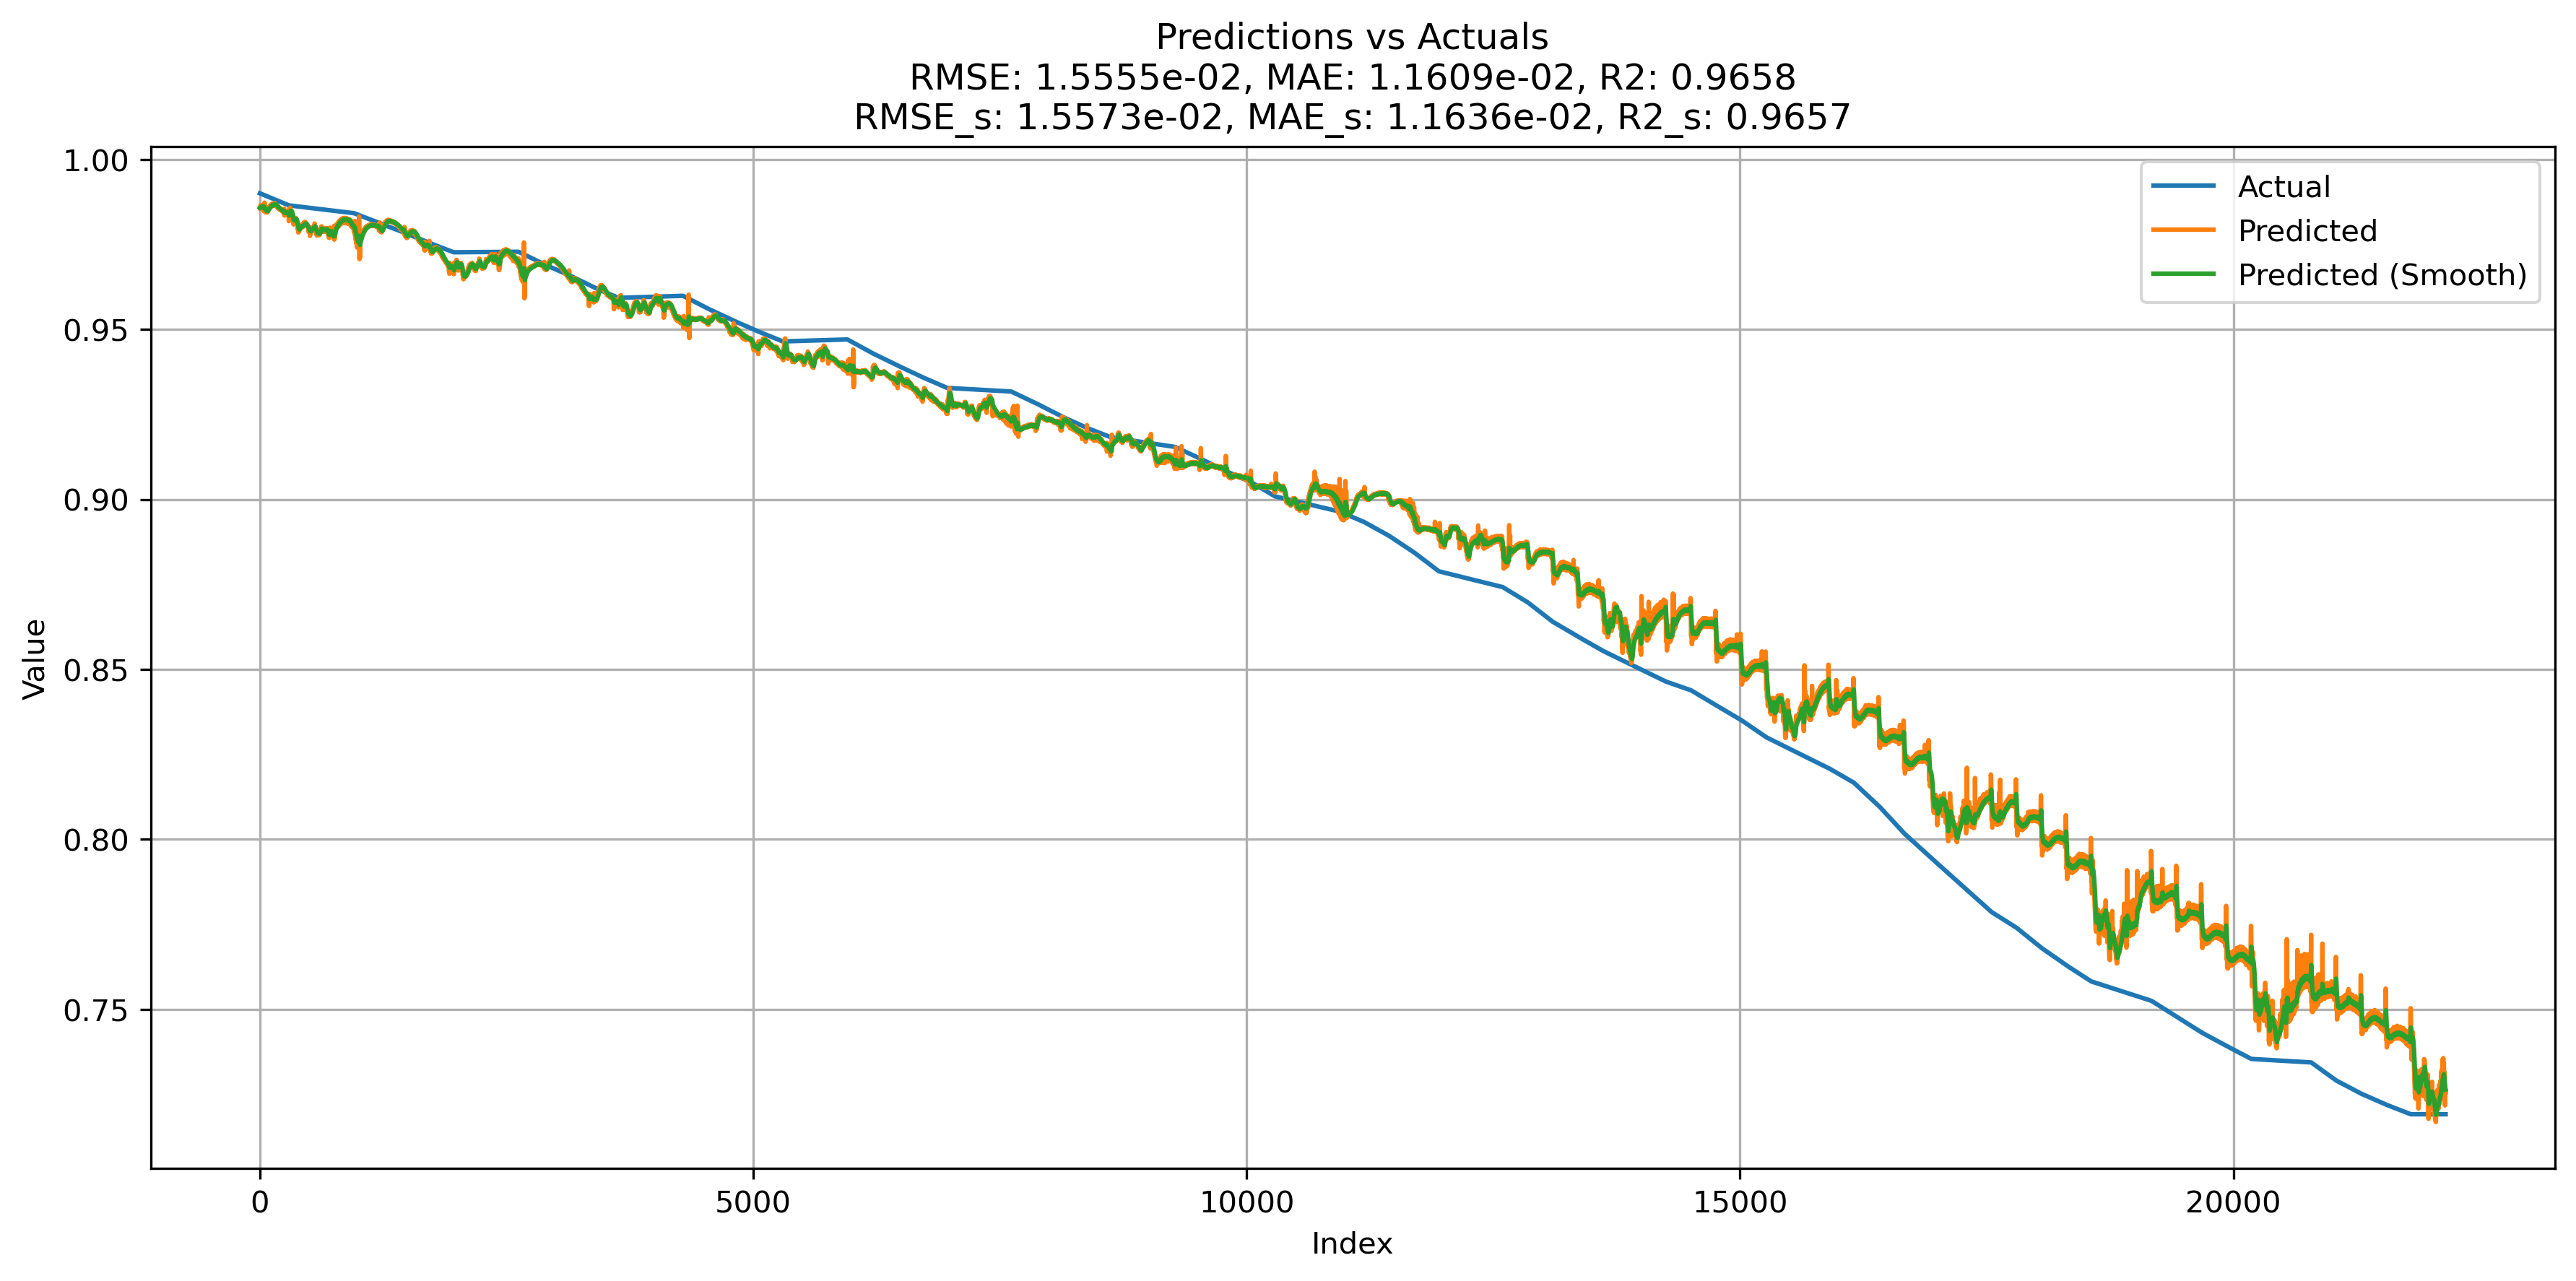 Predictions vs Actuals
RMSE: 1.5555e-02, MAE: 1.1609e-02, R2: 0.9658
RMSE_s: 1.5573e-02, MAE_s: 1.1636e-02, R2_s: 0.9657
1.00
0.95
0.90
0.85
0.80
0.75
Value
Actual
Predicted
Predicted (Smooth)
0
5000
10000
15000
20000
Index